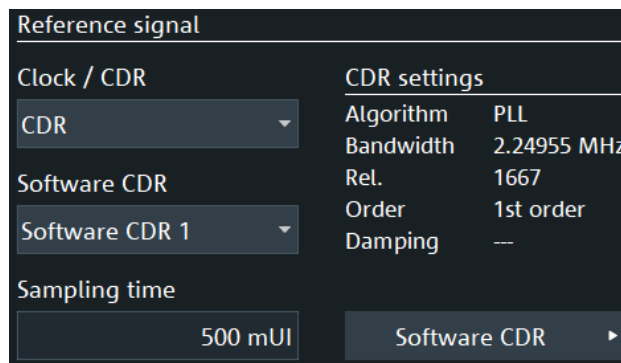 Reference signal
Clock / CDR
CDR
Software CDR
Software CDR 1
Sampling time
500 mUI
CDR settings
Algorithm PLL
Bandwidth 2.24955 MHz
Rel. 1667
Order 1st order
Damping ---
Software CDR